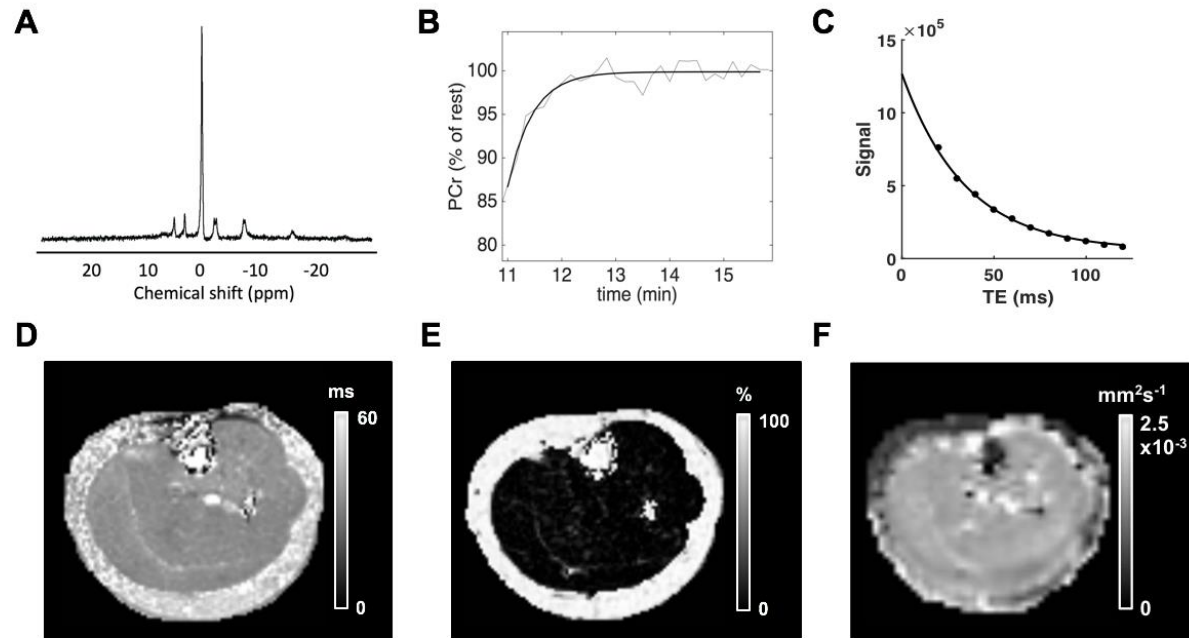 A
B
C
20 10 0 -10 -20
Chemical shift (ppm)
PCr (% of rest)
100
95
90
85
80
11 12 13 14 15
time (min)
×10⁵
15
10
5
0
Signal
0 50 100
TE (ms)
D
E
F
ms
60
0
%
100
0
mm²s⁻¹
2.5
x10⁻³
0